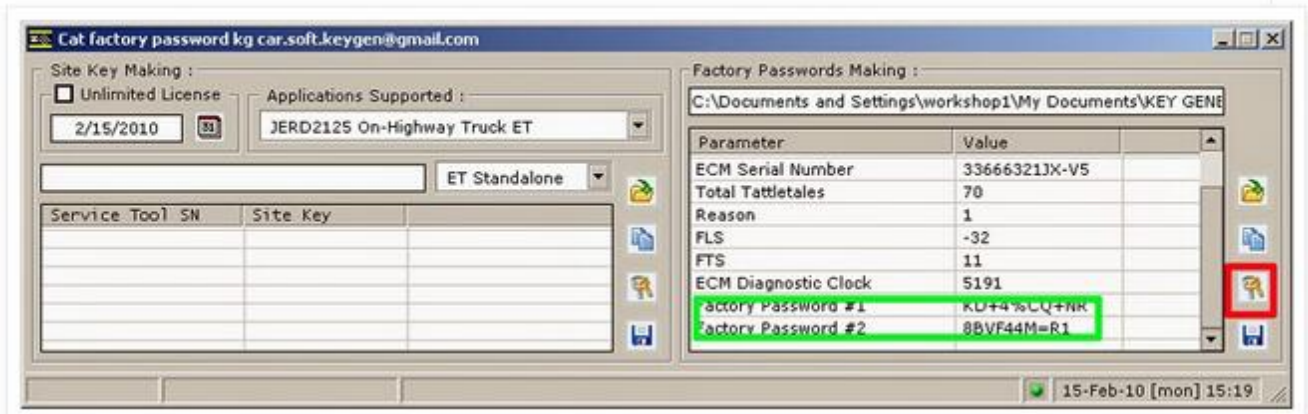 Cat factory password kg car.soft.keygen@gmail.com
Site Key Making :
Unlimited License
Applications Supported :
2/15/2010
31
JERD2125 On-Highway Truck ET
ET Standalone
Service Tool SN Site Key
Factory Passwords Making :
C:\Documents and Settings\workshop1\My Documents\KEY GENE
Parameter Value
ECM Serial Number 33666321JX-V5
Total Tattletales 70
Reason 1
FLS -32
FTS 11
ECM Diagnostic Clock 5191
Factory Password #1 KD+4%CQ+NR
Factory Password #2 8BVF44M=R1
15-Feb-10 [mon] 15:19